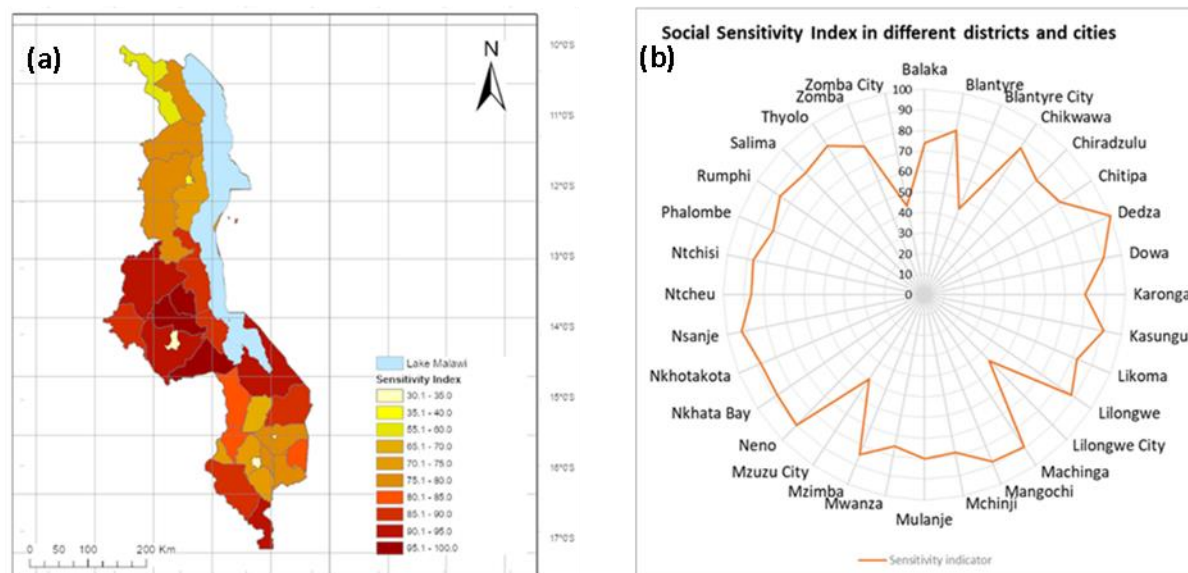 (a)
N
10°0'S
11°0'S
12°0'S
13°0'S
14°0'S
15°0'S
16°0'S
17°0'S
Lake Malawi
Sensitivity Index
30.1 - 35.0
35.1 - 40.0
55.1 - 60.0
65.1 - 70.0
70.1 - 75.0
75.1 - 80.0
80.1 - 85.0
85.1 - 90.0
90.1 - 95.0
95.1 - 100.0
0 50 100 200 Km
(b)
Social Sensitivity Index in different districts and cities
Balaka
Blantyre
Blantyre City
Chikwawa
Chiradzulu
Chitipa
Dedza
Dowa
Karonga
Kasungu
Likoma
Lilongwe
Lilongwe City
Machinga
Mangochi
Mchinji
Mulanje
Mwanza
Mzimba
Mzuzu City
Neno
Nkhata Bay
Nkhotakota
Nsanje
Ntcheu
Ntchisi
Phalombe
Rumphi
Salima
Thyolo
Zomba
Zomba City
100
90
80
70
60
50
40
30
20
10
0
Sensitivity indicator